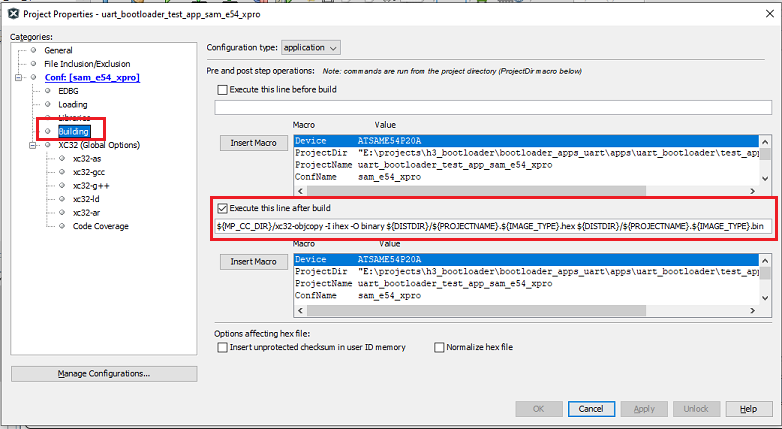 Project Properties - uart_bootloader_test_app_sam_e54_xpro
Categories:
General
File Inclusion/Exclusion
Conf: [sam_e54_xpro]
EDBG
Loading
Libraries
Building
XC32 (Global Options)
xc32-as
xc32-gcc
xc32-g++
xc32-ld
xc32-ar
Code Coverage
Manage Configurations...
Configuration type: application
Pre and post step operations: Note: commands are run from the project directory (ProjectDir macro below)
Execute this line before build
Insert Macro
Macro Value
Device ATSAME54P20A
ProjectDir "E:\projects\h3_bootloader\bootloader_apps_uart\apps\uart_bootloader\test_app
ProjectName uart_bootloader_test_app_sam_e54_xpro
ConfName sam_e54_xpro
Execute this line after build
${MP_CC_DIR}/xc32-objcopy -I ihex -O binary ${DISTDIR}/${PROJECTNAME}.${IMAGE_TYPE}.hex ${DISTDIR}/${PROJECTNAME}.${IMAGE_TYPE}.bin
Insert Macro
Macro Value
Device ATSAME54P20A
ProjectDir "E:\projects\h3_bootloader\bootloader_apps_uart\apps\uart_bootloader\test_app
ProjectName uart_bootloader_test_app_sam_e54_xpro
ConfName sam_e54_xpro
Options affecting hex file:
Insert unprotected checksum in user ID memory
Normalize hex file
OK Cancel Apply Unlock Help